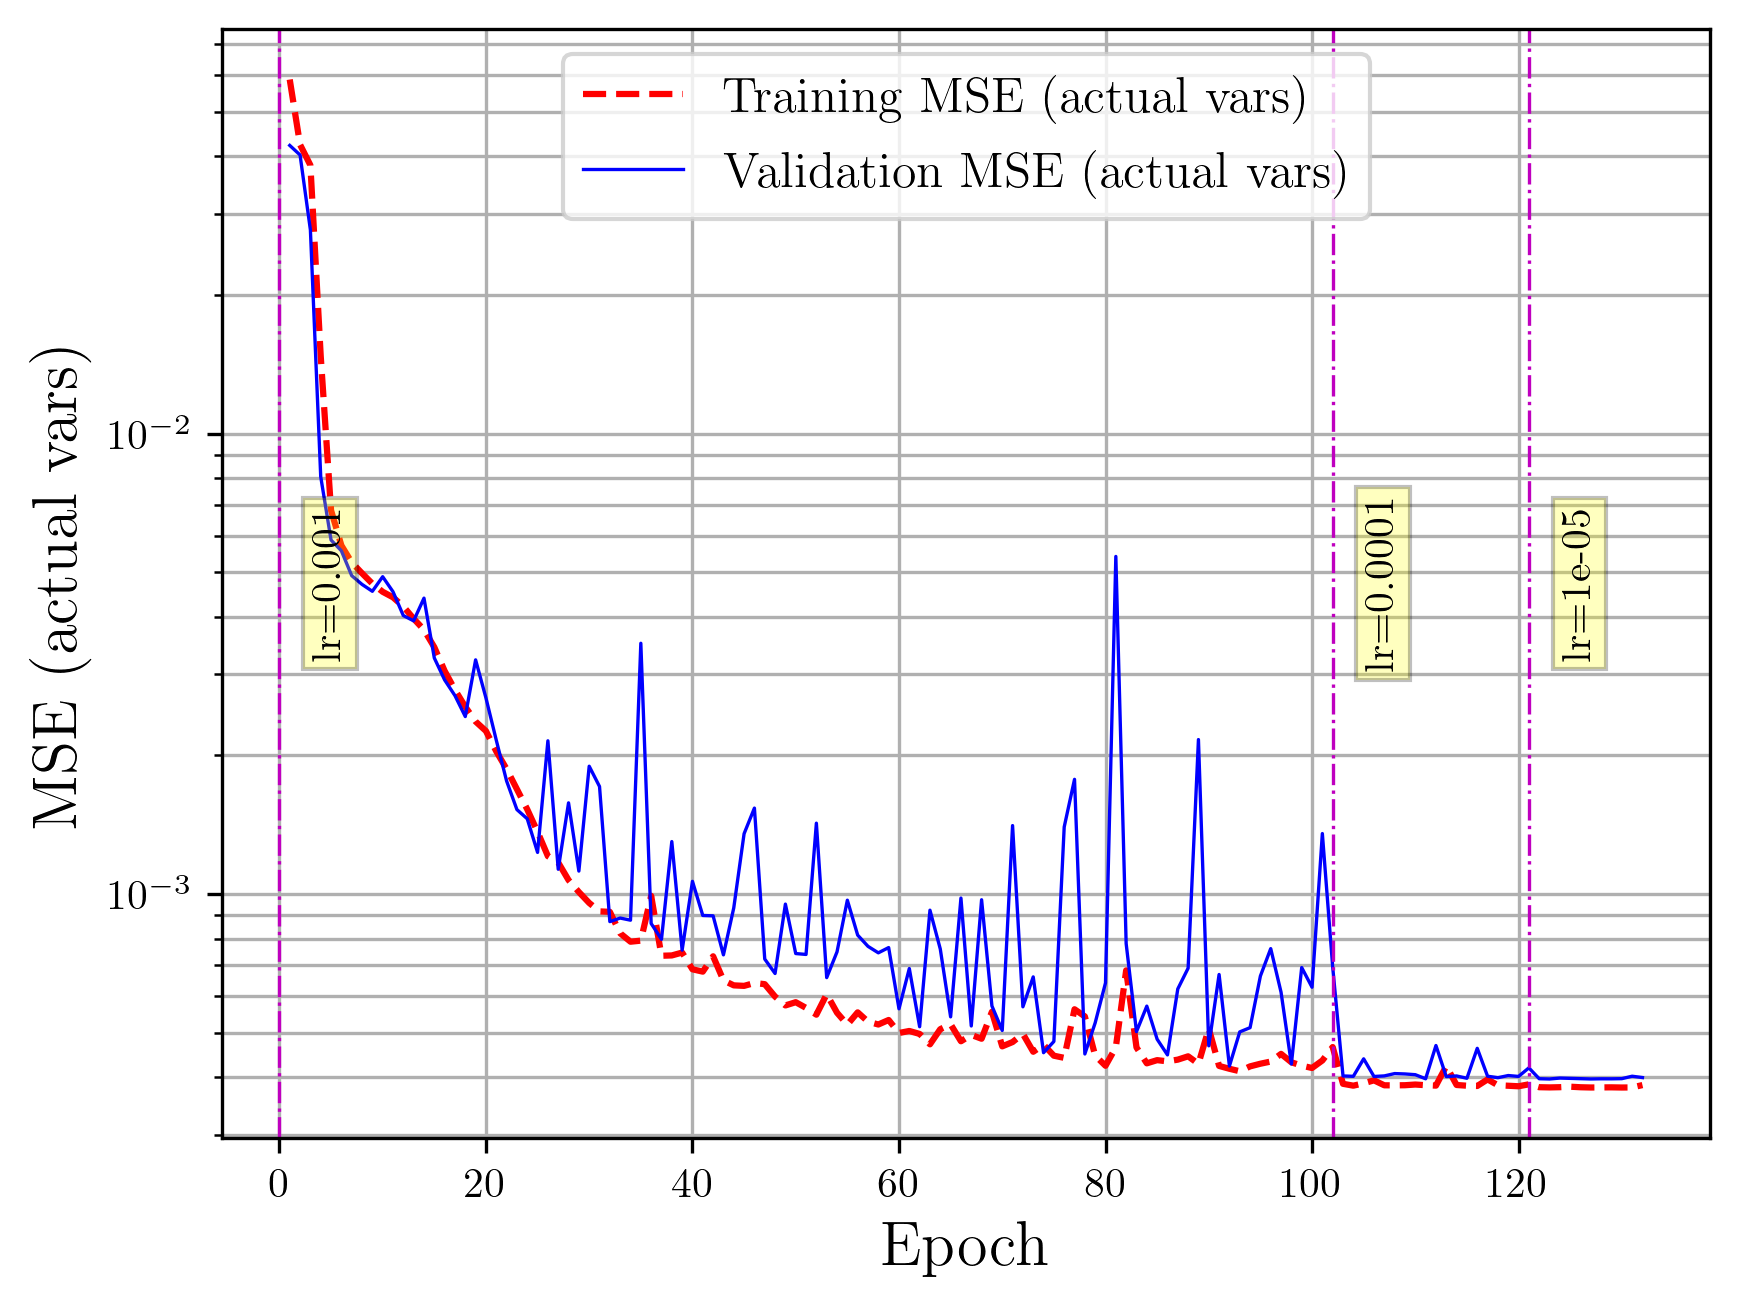 Training MSE (actual vars)
Validation MSE (actual vars)
MSE (actual vars)
10⁻²
10⁻³
lr=0.001
lr=0.0001
lr=1e-05
0 20 40 60 80 100 120
Epoch